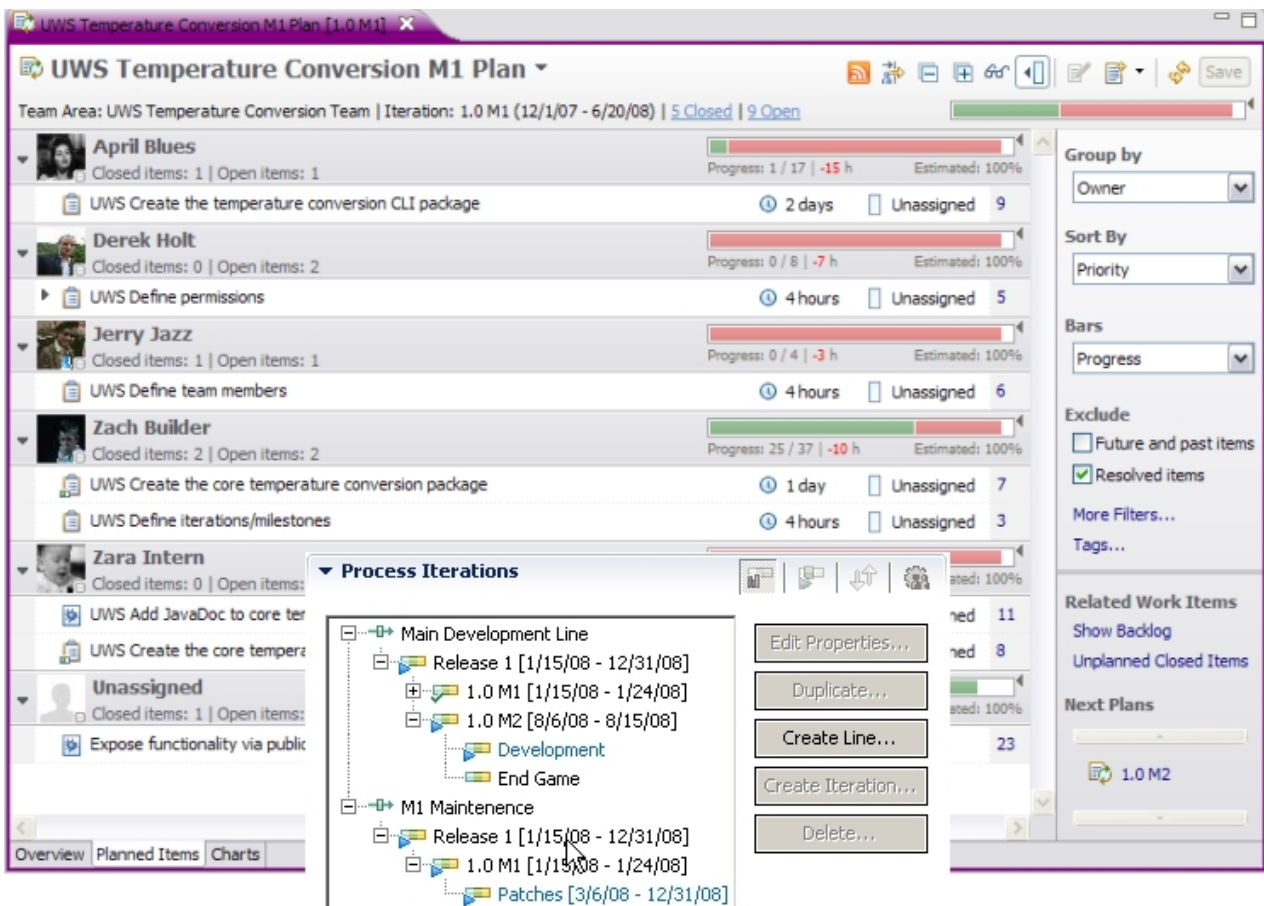 UWS Temperature Conversion M1 Plan [1.0 M1]
UWS Temperature Conversion M1 Plan
Save
Team Area: UWS Temperature Conversion Team | Iteration: 1.0 M1 (12/1/07 - 6/20/08) | 5 Closed | 9 Open
April Blues
Closed items: 1 | Open items: 1
Progress: 1 / 17 | -15 h Estimated: 100%
UWS Create the temperature conversion CLI package 2 days Unassigned 9
Derek Holt
Closed items: 0 | Open items: 2
Progress: 0 / 8 | -7 h Estimated: 100%
UWS Define permissions 4 hours Unassigned 5
Jerry Jazz
Closed items: 1 | Open items: 1
Progress: 0 / 4 | -3 h Estimated: 100%
UWS Define team members 4 hours Unassigned 6
Zach Builder
Closed items: 2 | Open items: 2
Progress: 25 / 37 | -10 h Estimated: 100%
UWS Create the core temperature conversion package 1 day Unassigned 7
UWS Define iterations/milestones 4 hours Unassigned 3
Zara Intern
Closed items: 0 | Open items:
ated: 100%
UWS Add JavaDoc to core ter
ned 11
UWS Create the core tempera
ned 8
Unassigned
Closed items: 1 | Open items:
ated: 100%
Expose functionality via public
23
Overview Planned Items Charts
Group by
Owner
Sort By
Priority
Bars
Progress
Exclude
Future and past items
Resolved items
More Filters...
Tags...
Related Work Items
Show Backlog
Unplanned Closed Items
Next Plans
1.0 M2
Process Iterations
Main Development Line
Release 1 [1/15/08 - 12/31/08]
1.0 M1 [1/15/08 - 1/24/08]
1.0 M2 [8/6/08 - 8/15/08]
Development
End Game
M1 Maintenence
Release 1 [1/15/08 - 12/31/08]
1.0 M1 [1/15/08 - 1/24/08]
Patches [3/6/08 - 12/31/08]
Edit Properties...
Duplicate...
Create Line...
Create Iteration...
Delete...